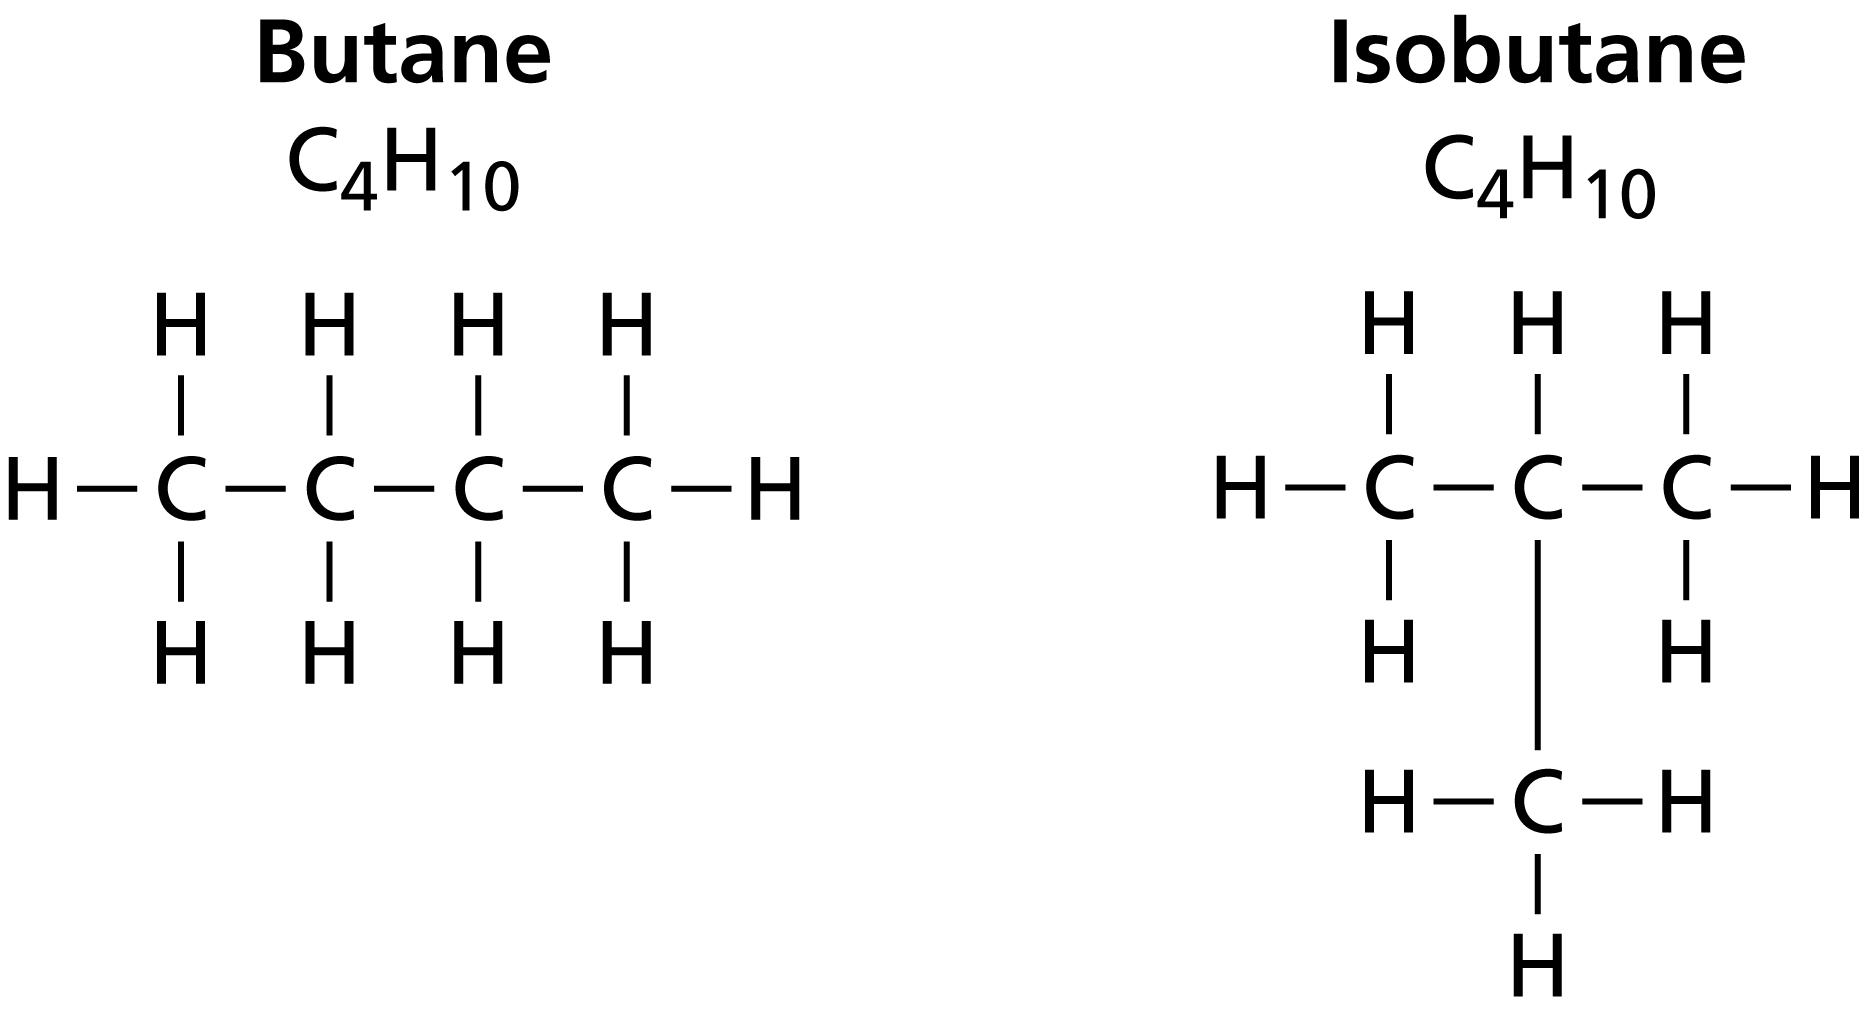 Butane
C₄H₁₀
H H H H
H — C — C — C — C — H
H H H H
Isobutane
C₄H₁₀
H H H
H — C — C — C — H
H H
H — C — H
H